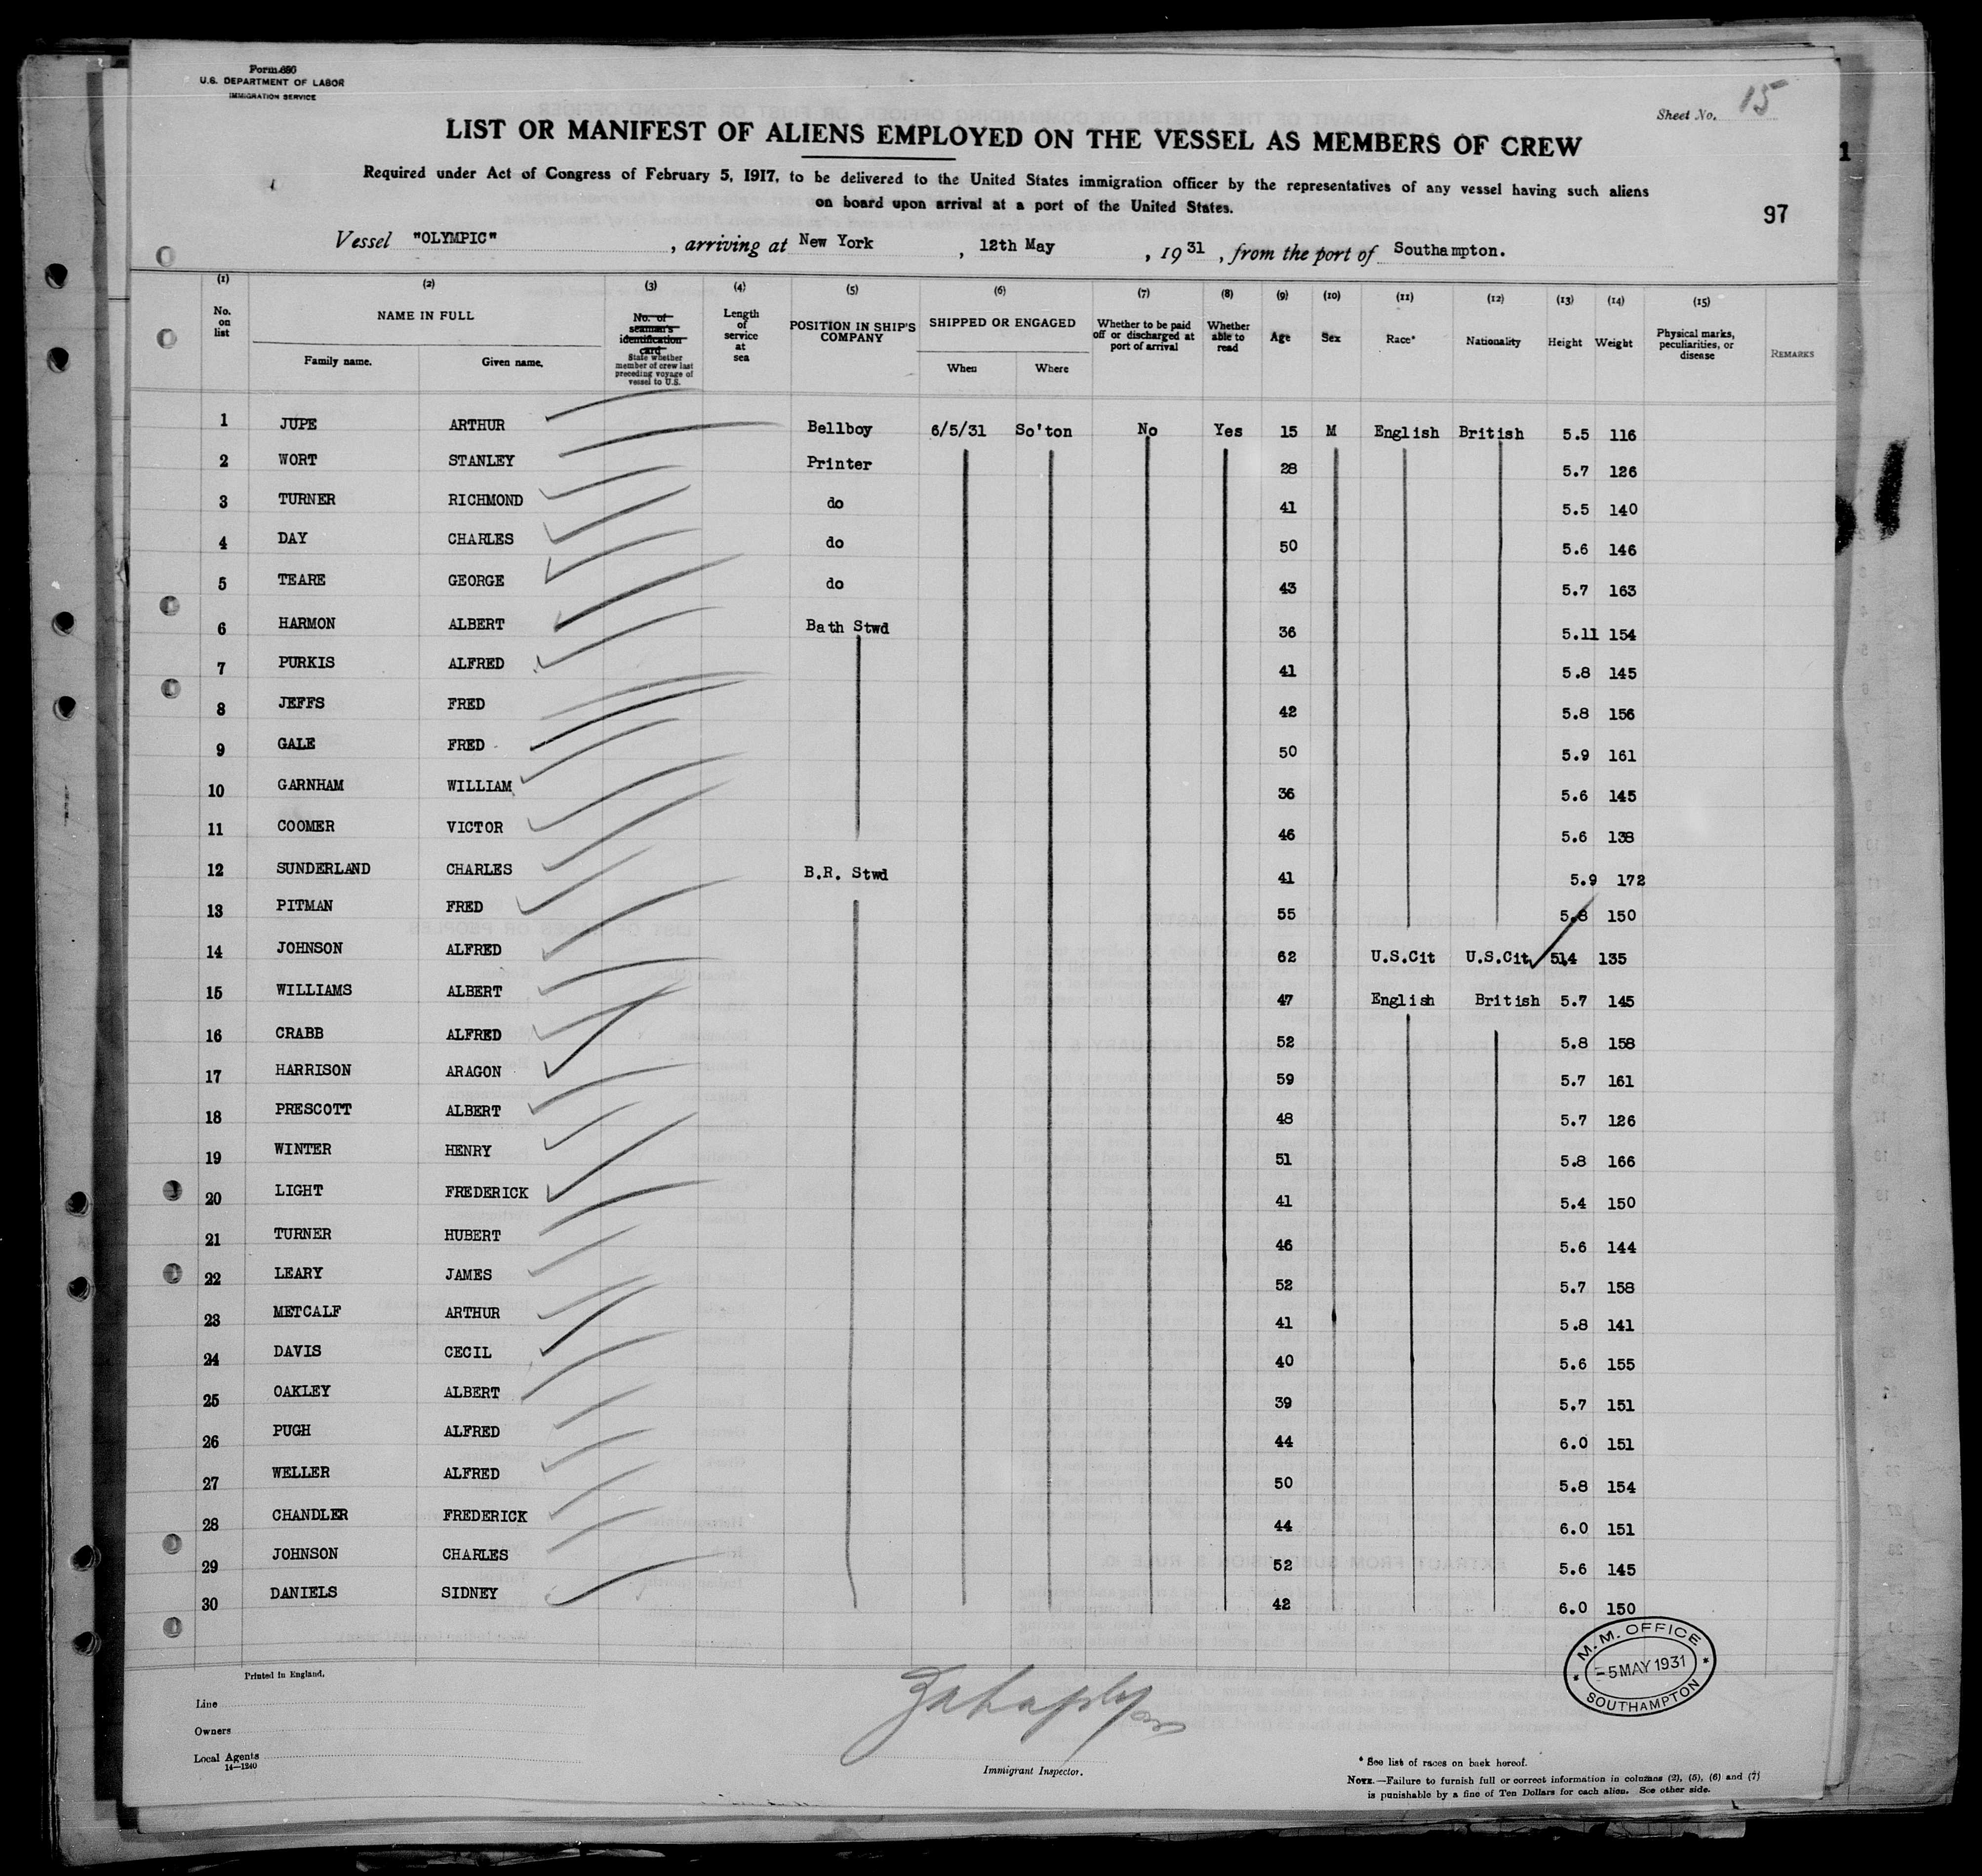 Form 680
U.S. DEPARTMENT OF LABOR
IMMIGRATION SERVICE
Sheet No. 15
LIST OR MANIFEST OF ALIENS EMPLOYED ON THE VESSEL AS MEMBERS OF CREW
Required under Act of Congress of February 5, 1917, to be delivered to the United States immigration officer by the representatives of any vessel having such aliens
on board upon arrival at a port of the United States.
97
Vessel "OLYMPIC", arriving at New York, 12th May, 1931, from the port of Southampton.
(1) (2) (3) (4) (5) (6) (7) (8) (9) (10) (11) (12) (13) (14) (15)
No. on list
NAME IN FULL
Family name. Given name.
No. of seaman's identification card
State whether member of crew last preceding voyage of vessel to U.S.
Length of service at sea
POSITION IN SHIP'S COMPANY
SHIPPED OR ENGAGED
When Where
Whether to be paid off or discharged at port of arrival
Whether able to read
Age
Sex
Race*
Nationality
Height
Weight
Physical marks, peculiarities, or disease
REMARKS
1 JUPE ARTHUR Bellboy 6/5/31 So'ton No Yes 15 M English British 5.5 116
2 WORT STANLEY Printer 28 5.7 126
3 TURNER RICHMOND do 41 5.5 140
4 DAY CHARLES do 50 5.6 146
5 TEARE GEORGE do 43 5.7 163
6 HARMON ALBERT Bath Stwd 36 5.11 154
7 PURKIS ALFRED 41 5.8 145
8 JEFFS FRED 42 5.8 156
9 GALE FRED 50 5.9 161
10 GARNHAM WILLIAM 36 5.6 145
11 COOMER VICTOR 46 5.6 138
12 SUNDERLAND CHARLES B.R. Stwd 41 5.9 172
13 PITMAN FRED 55 5.8 150
14 JOHNSON ALFRED 62 U.S.Cit U.S.Cit 514 135
15 WILLIAMS ALBERT 47 English British 5.7 145
16 CRABB ALFRED 52 5.8 158
17 HARRISON ARAGON 59 5.7 161
18 PRESCOTT ALBERT 48 5.7 126
19 WINTER HENRY 51 5.8 166
20 LIGHT FREDERICK 41 5.4 150
21 TURNER HUBERT 46 5.6 144
22 LEARY JAMES 52 5.7 158
23 METCALF ARTHUR 41 5.8 141
24 DAVIS CECIL 40 5.6 155
25 OAKLEY ALBERT 39 5.7 151
26 PUGH ALFRED 44 6.0 151
27 WELLER ALFRED 50 5.8 154
28 CHANDLER FREDERICK 44 6.0 151
29 JOHNSON CHARLES 52 5.6 145
30 DANIELS SIDNEY 42 6.0 150
M.M. OFFICE
-5 MAY 1931
SOUTHAMPTON
Printed in England.
Line
Owners
Local Agents
14—1240
Immigrant Inspector.
* See list of races on back hereof.
NOTE.—Failure to furnish full or correct information in columns (2), (5), (6) and (7)
is punishable by a fine of Ten Dollars for each alien. See other side.